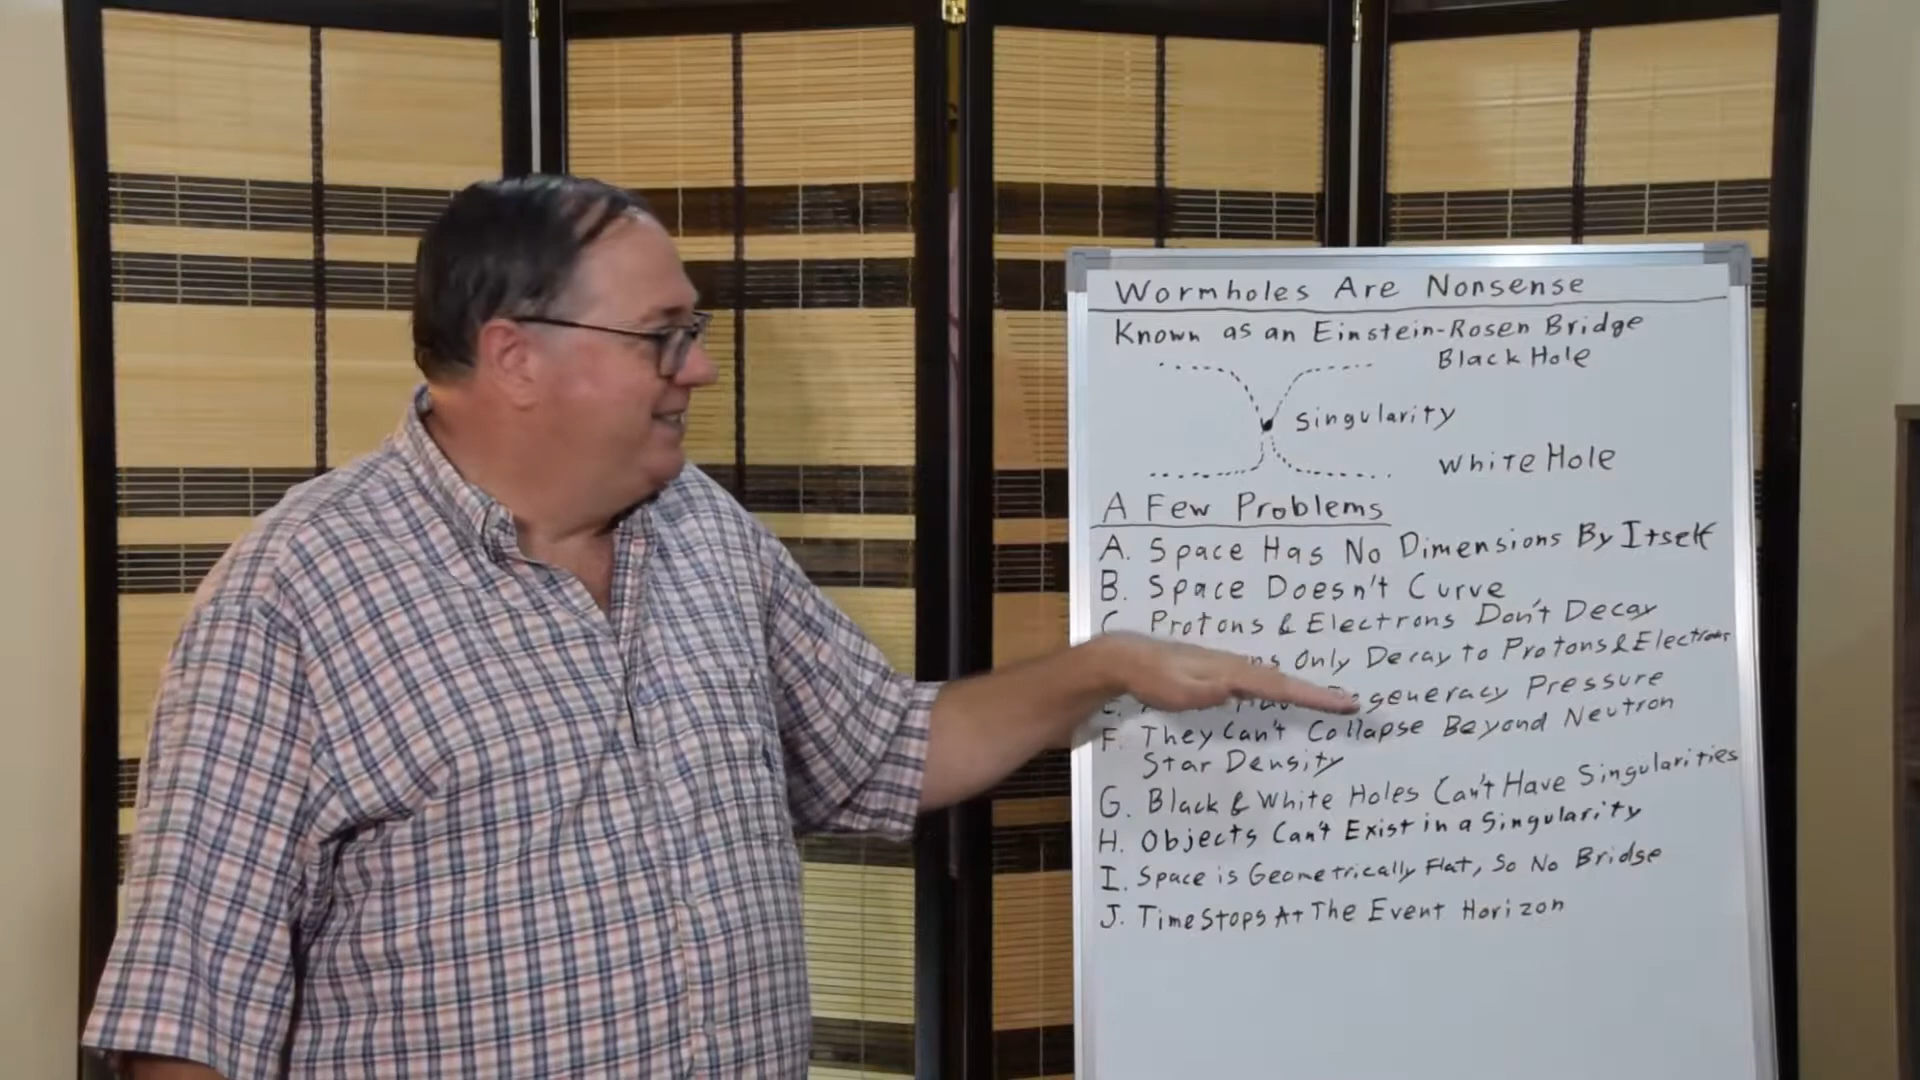 Wormholes Are Nonsense
Known as an Einstein-Rosen Bridge
Black Hole
Singularity
White Hole
A Few Problems
A. Space Has No Dimensions By Itself
B. Space Doesn't Curve
C. Protons & Electrons Don't Decay
Only Decay to Protons & Electrons
Degeneracy Pressure
F. They Can't Collapse Beyond Neutron
Star Density
G. Black & White Holes Can't Have Singularities
H. Objects Can't Exist in a Singularity
I. Space is Geometrically Flat, So No Bridge
J. Time Stops At The Event Horizon